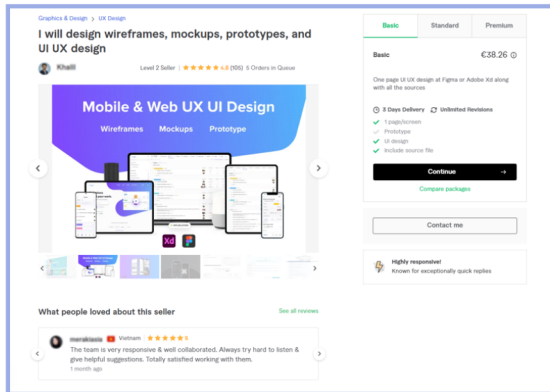 Graphics & Design > UX Design
I will design wireframes, mockups, prototypes, and
UI UX design
Level 2 Seller | ★★★★★ 4.9 (105) 5 Orders in Queue
Mobile & Web UX UI Design
Wireframes Mockups Prototype
Xd
What people loved about this seller
See all reviews
Vietnam | ★★★★★ 5
The team is very responsive & well collaborated. Always try hard to listen &
give helpful suggestions. Totally satisfied working with them.
1 month ago
Basic Standard Premium
Basic €38.26
One page UI UX design at Figma or Adobe Xd along
with all the sources
3 Days Delivery Unlimited Revisions
1 page/screen
Prototype
UI design
Include source file
Continue →
Compare packages
Contact me
Highly responsive!
Known for exceptionally quick replies